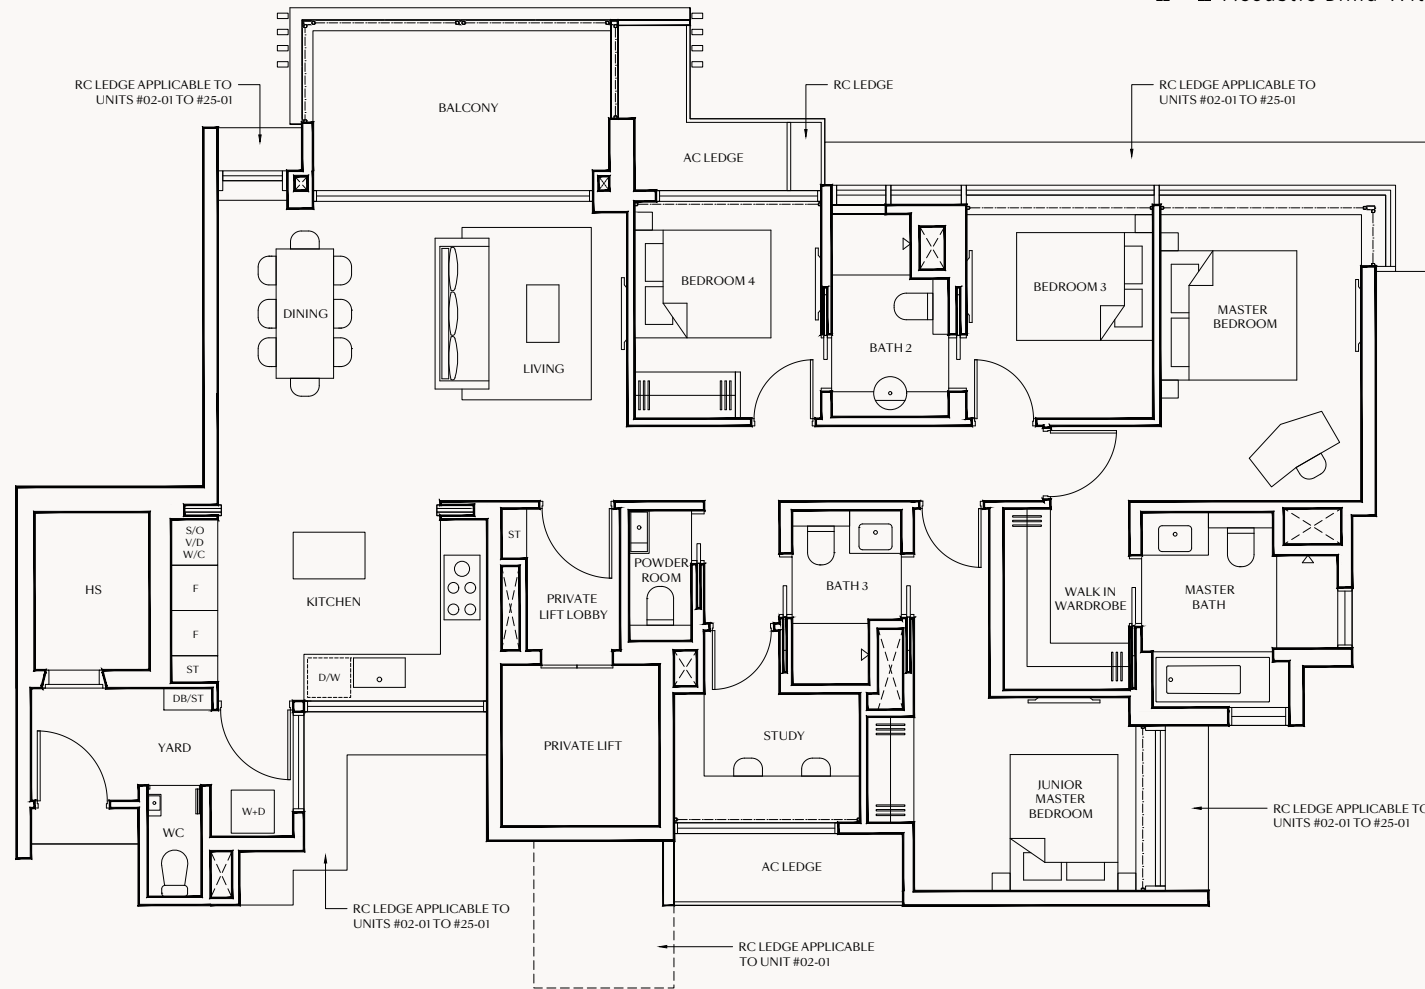 RC LEDGE APPLICABLE TO
UNITS #02-01 TO #25-01
BALCONY
RC LEDGE
RC LEDGE APPLICABLE TO
UNITS #02-01 TO #25-01
AC LEDGE
DINING
LIVING
BEDROOM 4
BATH 2
BEDROOM 3
MASTER
BEDROOM
HS
S/O
V/D
W/C
F
F
ST
DB/ST
KITCHEN
D/W
ST
PRIVATE
LIFT LOBBY
POWDER
ROOM
BATH 3
WALK IN
WARDROBE
MASTER
BATH
YARD
W+D
WC
PRIVATE LIFT
STUDY
JUNIOR
MASTER
BEDROOM
AC LEDGE
RC LEDGE APPLICABLE TO
UNITS #02-01 TO #25-01
RC LEDGE APPLICABLE TO
UNITS #02-01 TO #25-01
RC LEDGE APPLICABLE
TO UNIT #02-01